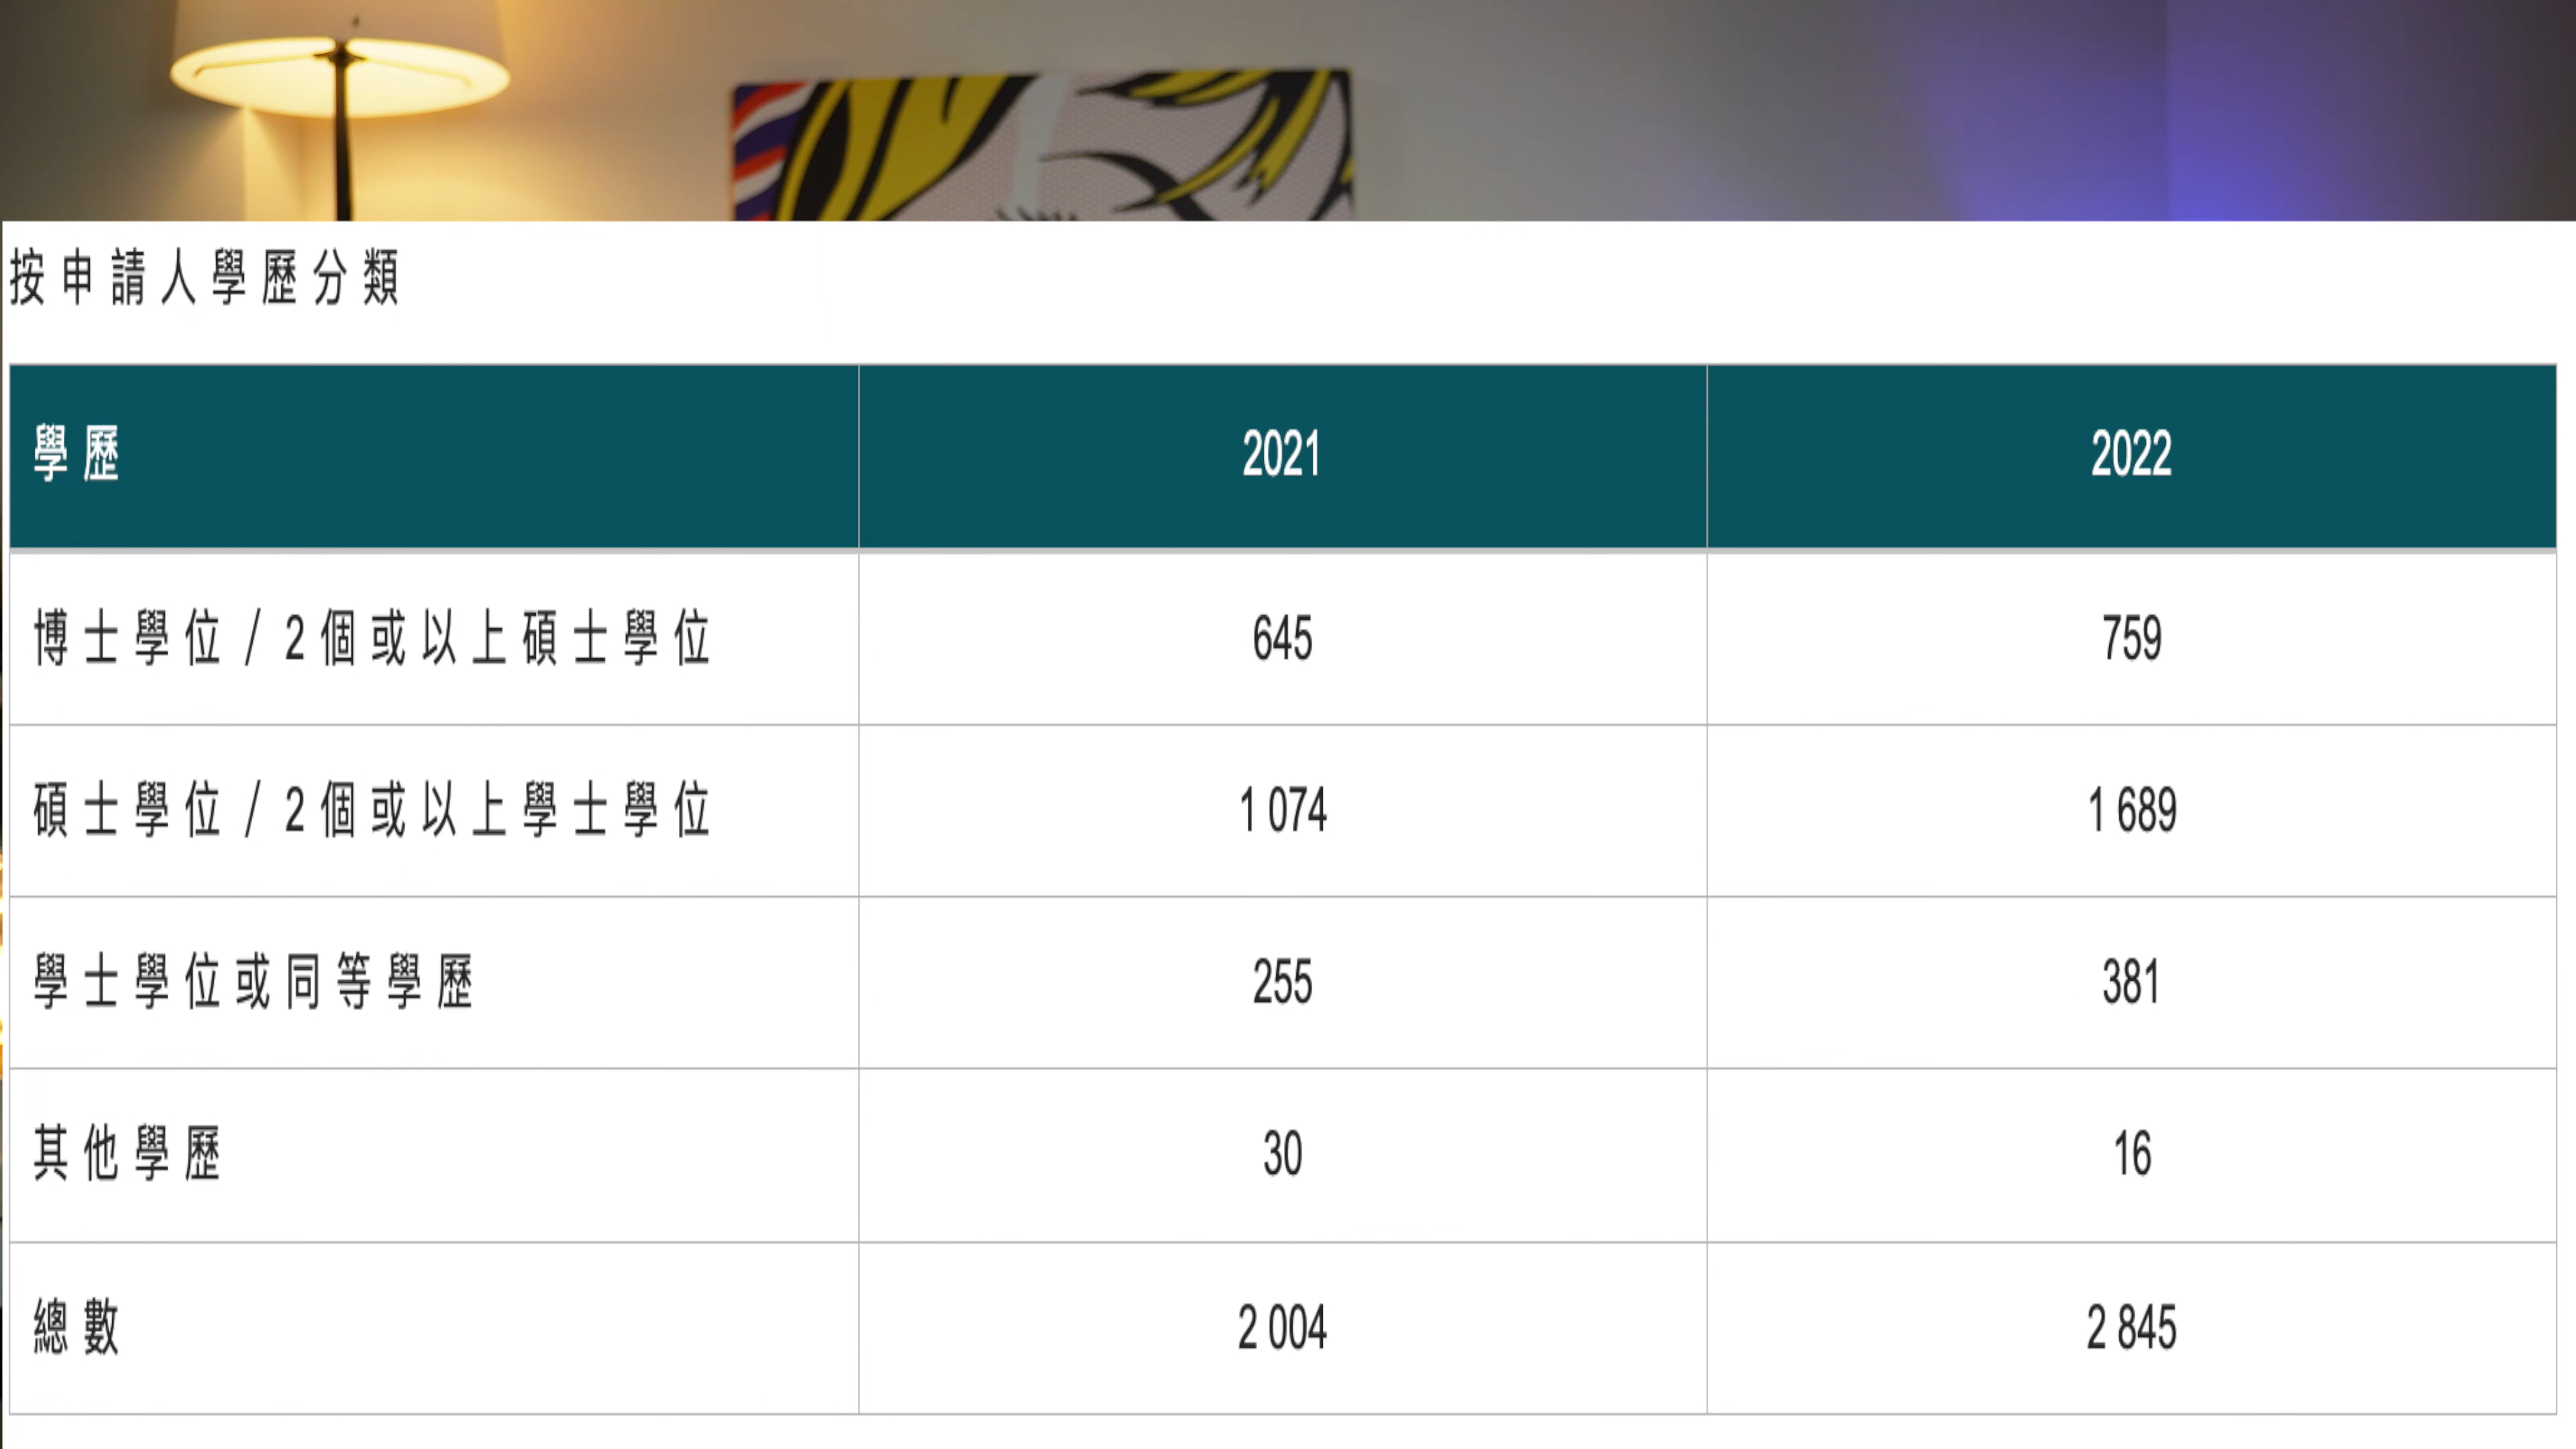 按申請人學歷分類
學歷 2021 2022
博士學位/2個或以上碩士學位 645 759
碩士學位/2個或以上學士學位 1 074 1 689
學士學位或同等學歷 255 381
其他學歷 30 16
總數 2 004 2 845